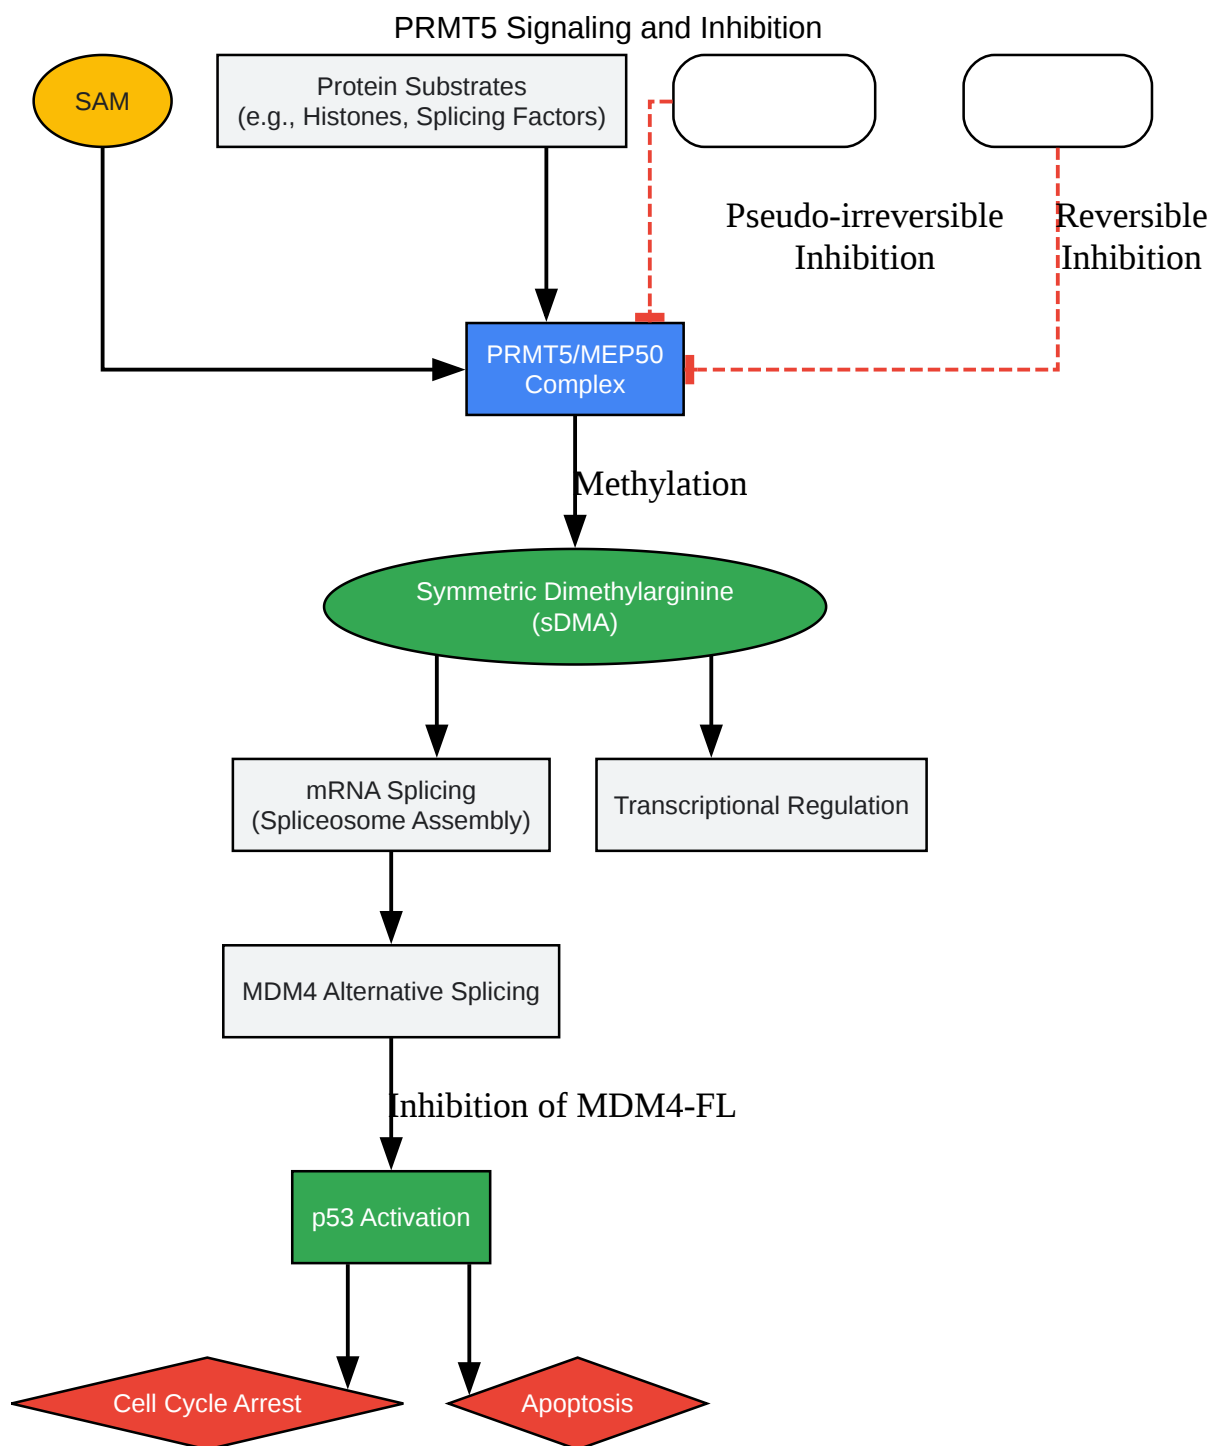 PRMT5 Signaling and Inhibition
SAM
Protein Substrates
(e.g., Histones, Splicing Factors)
Pseudo-irreversible
Inhibition
Reversible
Inhibition
PRMT5/MEP50
Complex
Methylation
Symmetric Dimethylarginine
(sDMA)
mRNA Splicing
(Spliceosome Assembly)
Transcriptional Regulation
MDM4 Alternative Splicing
Inhibition of MDM4-FL
p53 Activation
Cell Cycle Arrest
Apoptosis